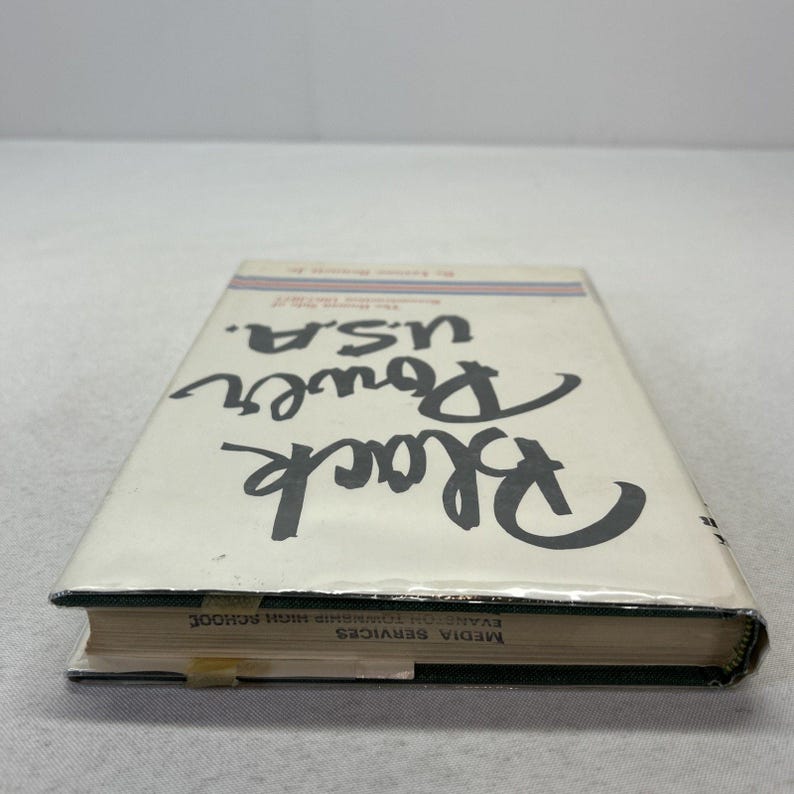 Black
Power
U.S.A.
The Human Side of
Reconstruction 1867-1877
By Lerone Bennett Jr.
MEDIA SERVICES
EVANSTON TOWNSHIP HIGH SCHOOL